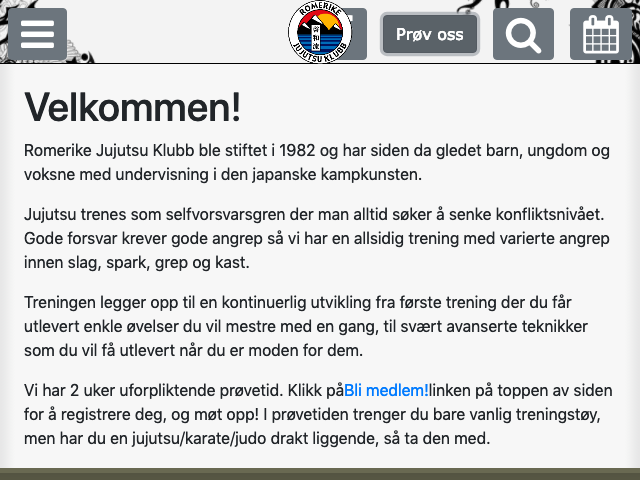 ROMERIKE
JUJUTSU KLUBB
Prøv oss
Velkommen!
Romerike Jujutsu Klubb ble stiftet i 1982 og har siden da gledet barn, ungdom og
voksne med undervisning i den japanske kampkunsten.
Jujutsu trenes som selfvorsvarsgren der man alltid søker å senke konfliktsnivået.
Gode forsvar krever gode angrep så vi har en allsidig trening med varierte angrep
innen slag, spark, grep og kast.
Treningen legger opp til en kontinuerlig utvikling fra første trening der du får
utlevert enkle øvelser du vil mestre med en gang, til svært avanserte teknikker
som du vil få utlevert når du er moden for dem.
Vi har 2 uker uforpliktende prøvetid. Klikk påBli medlem!linken på toppen av siden
for å registrere deg, og møt opp! I prøvetiden trenger du bare vanlig treningstøy,
men har du en jujutsu/karate/judo drakt liggende, så ta den med.